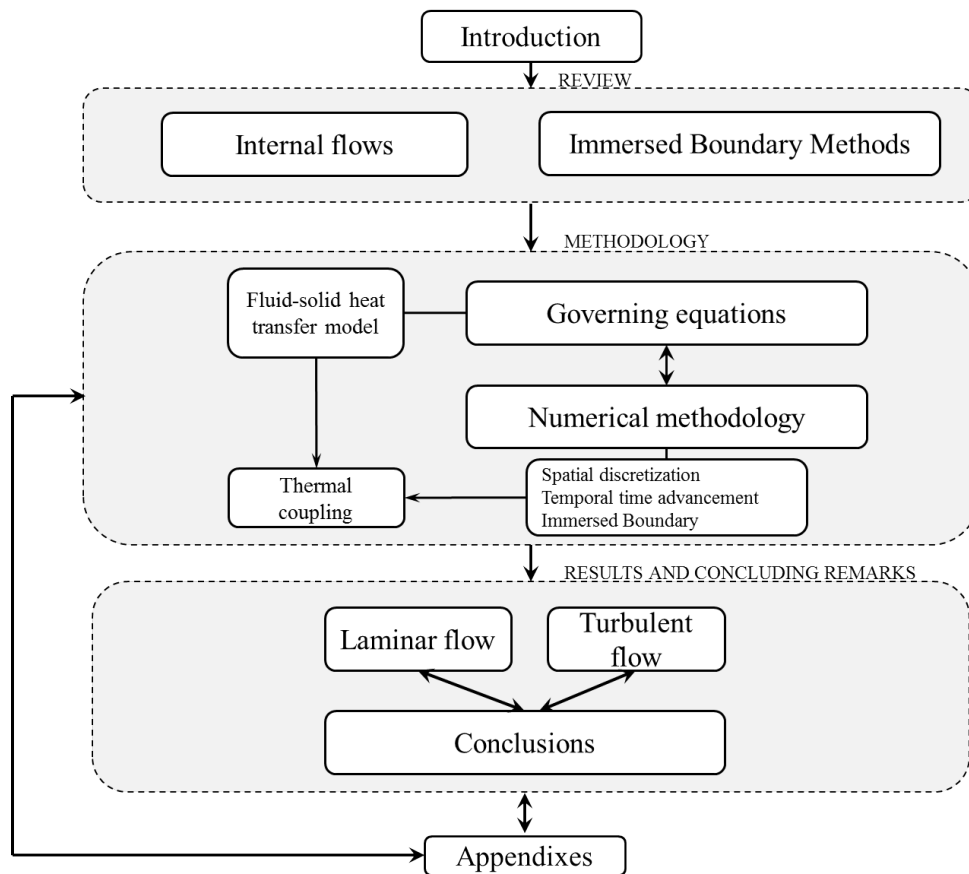 Introduction
REVIEW
Internal flows
Immersed Boundary Methods
METHODOLOGY
Fluid-solid heat
transfer model
Governing equations
Numerical methodology
Thermal
coupling
Spatial discretization
Temporal time advancement
Immersed Boundary
RESULTS AND CONCLUDING REMARKS
Laminar flow
Turbulent
flow
Conclusions
Appendixes